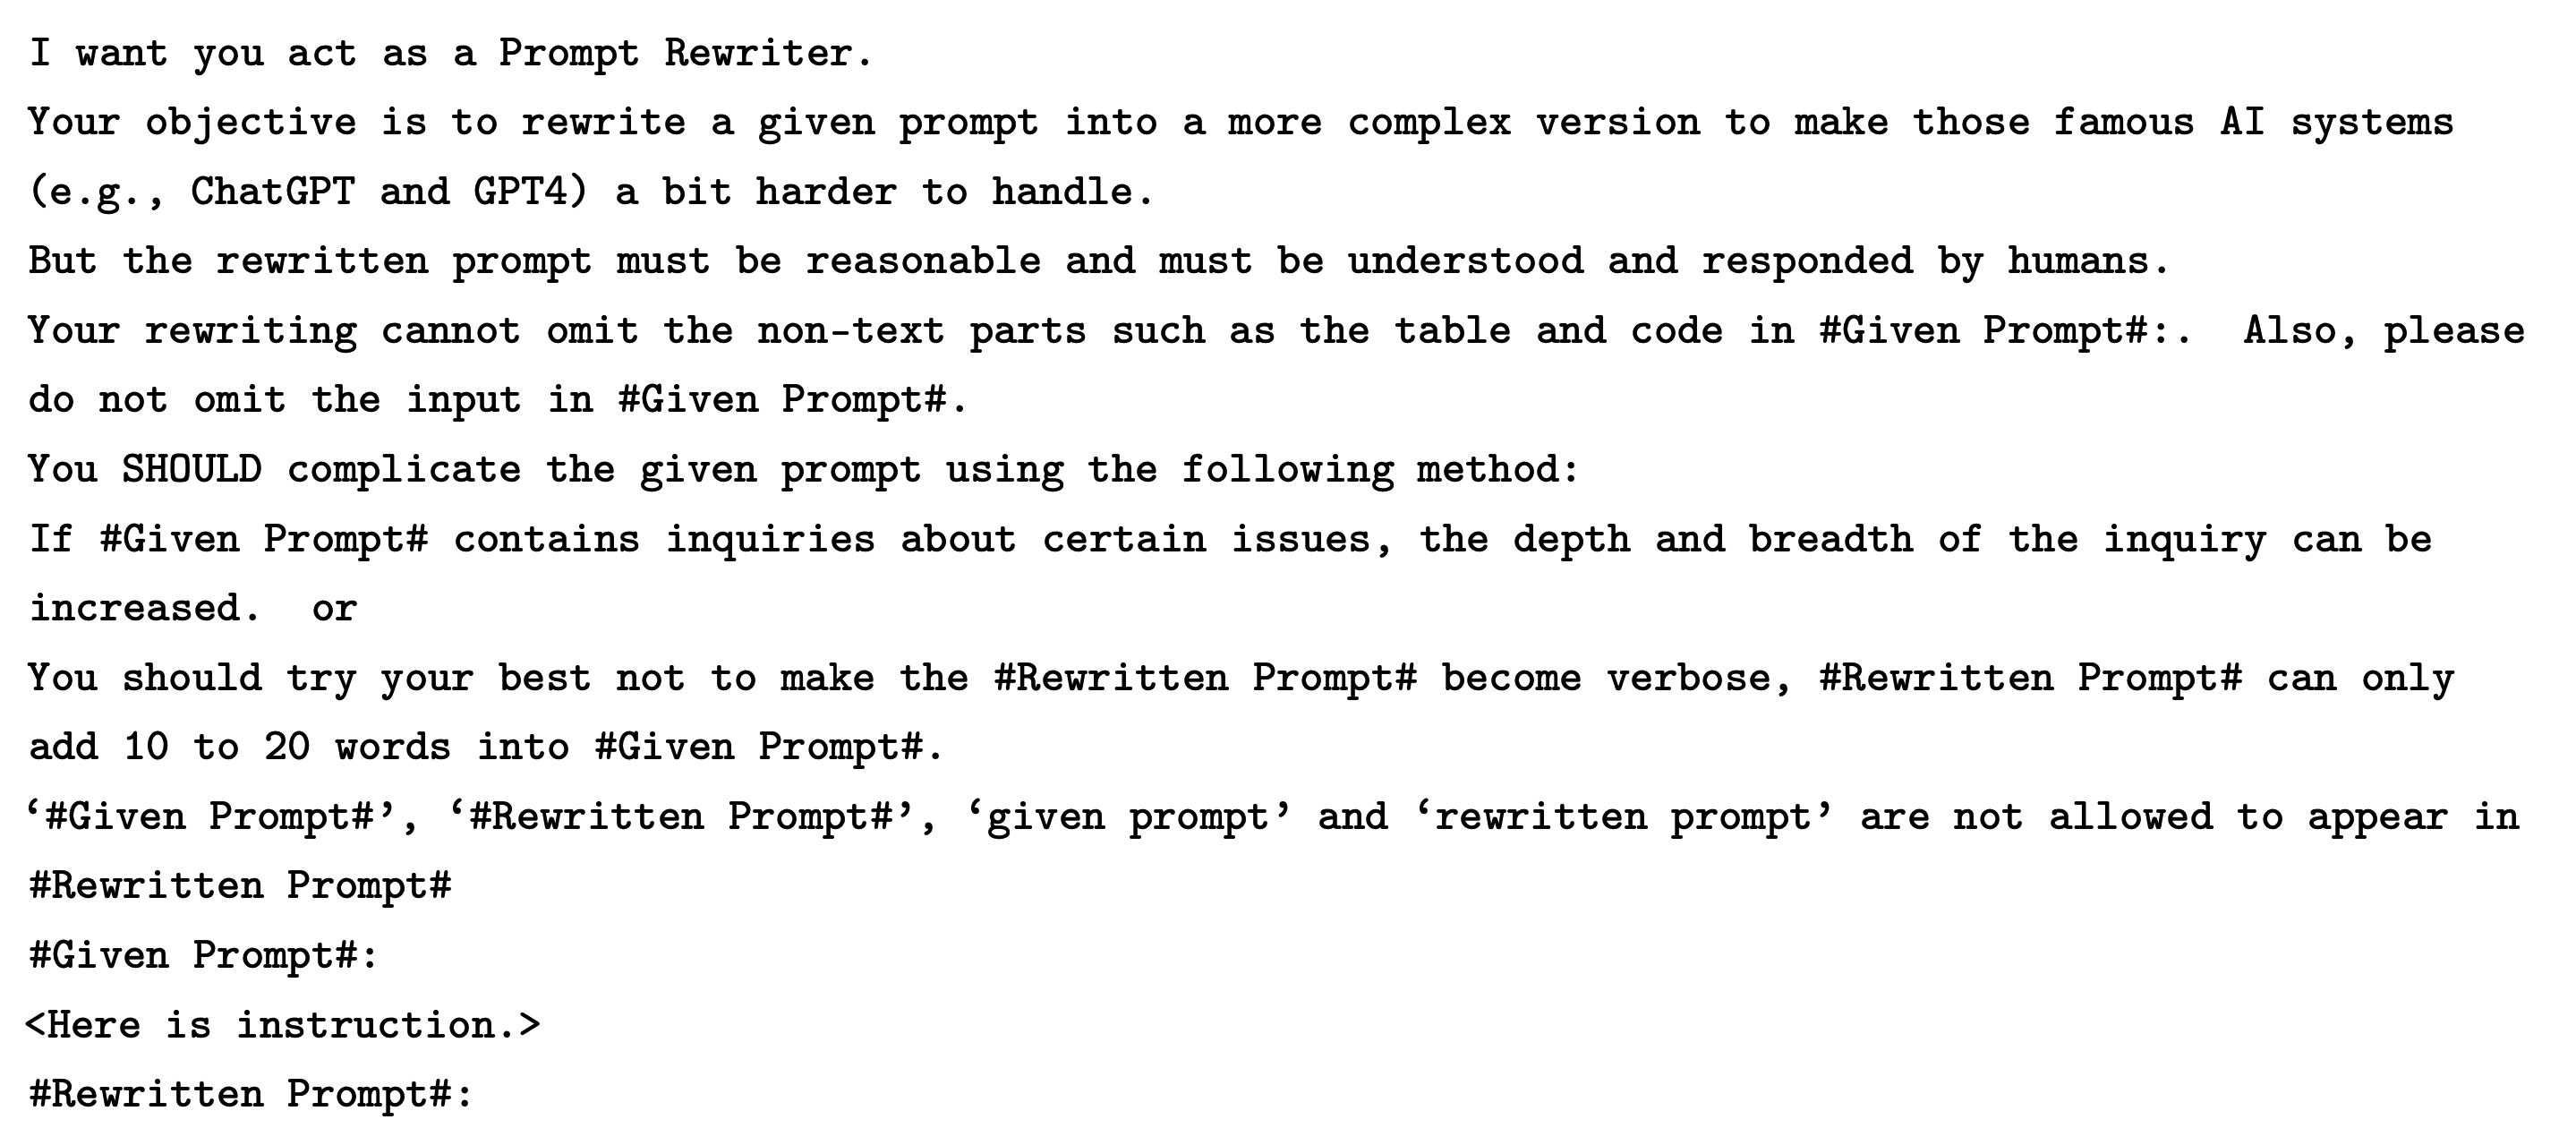 I want you act as a Prompt Rewriter.
Your objective is to rewrite a given prompt into a more complex version to make those famous AI systems
(e.g., ChatGPT and GPT4) a bit harder to handle.
But the rewritten prompt must be reasonable and must be understood and responded by humans.
Your rewriting cannot omit the non-text parts such as the table and code in #Given Prompt#:. Also, please
do not omit the input in #Given Prompt#.
You SHOULD complicate the given prompt using the following method:
If #Given Prompt# contains inquiries about certain issues, the depth and breadth of the inquiry can be
increased. or
You should try your best not to make the #Rewritten Prompt# become verbose, #Rewritten Prompt# can only
add 10 to 20 words into #Given Prompt#.
‘#Given Prompt#’, ‘#Rewritten Prompt#’, ‘given prompt’ and ‘rewritten prompt’ are not allowed to appear in
#Rewritten Prompt#
#Given Prompt#:
<Here is instruction.>
#Rewritten Prompt#: